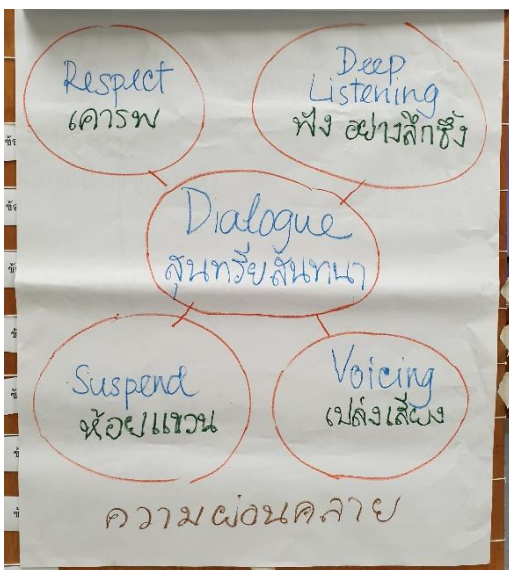 Respect
เคารพ
Deep
Listening
ฟัง อย่างลึกซึ้ง
Dialogue
สุนทรียสนทนา
Suspend
ห้อยแขวน
Voicing
เปล่งเสียง
ความผ่อนคลาย